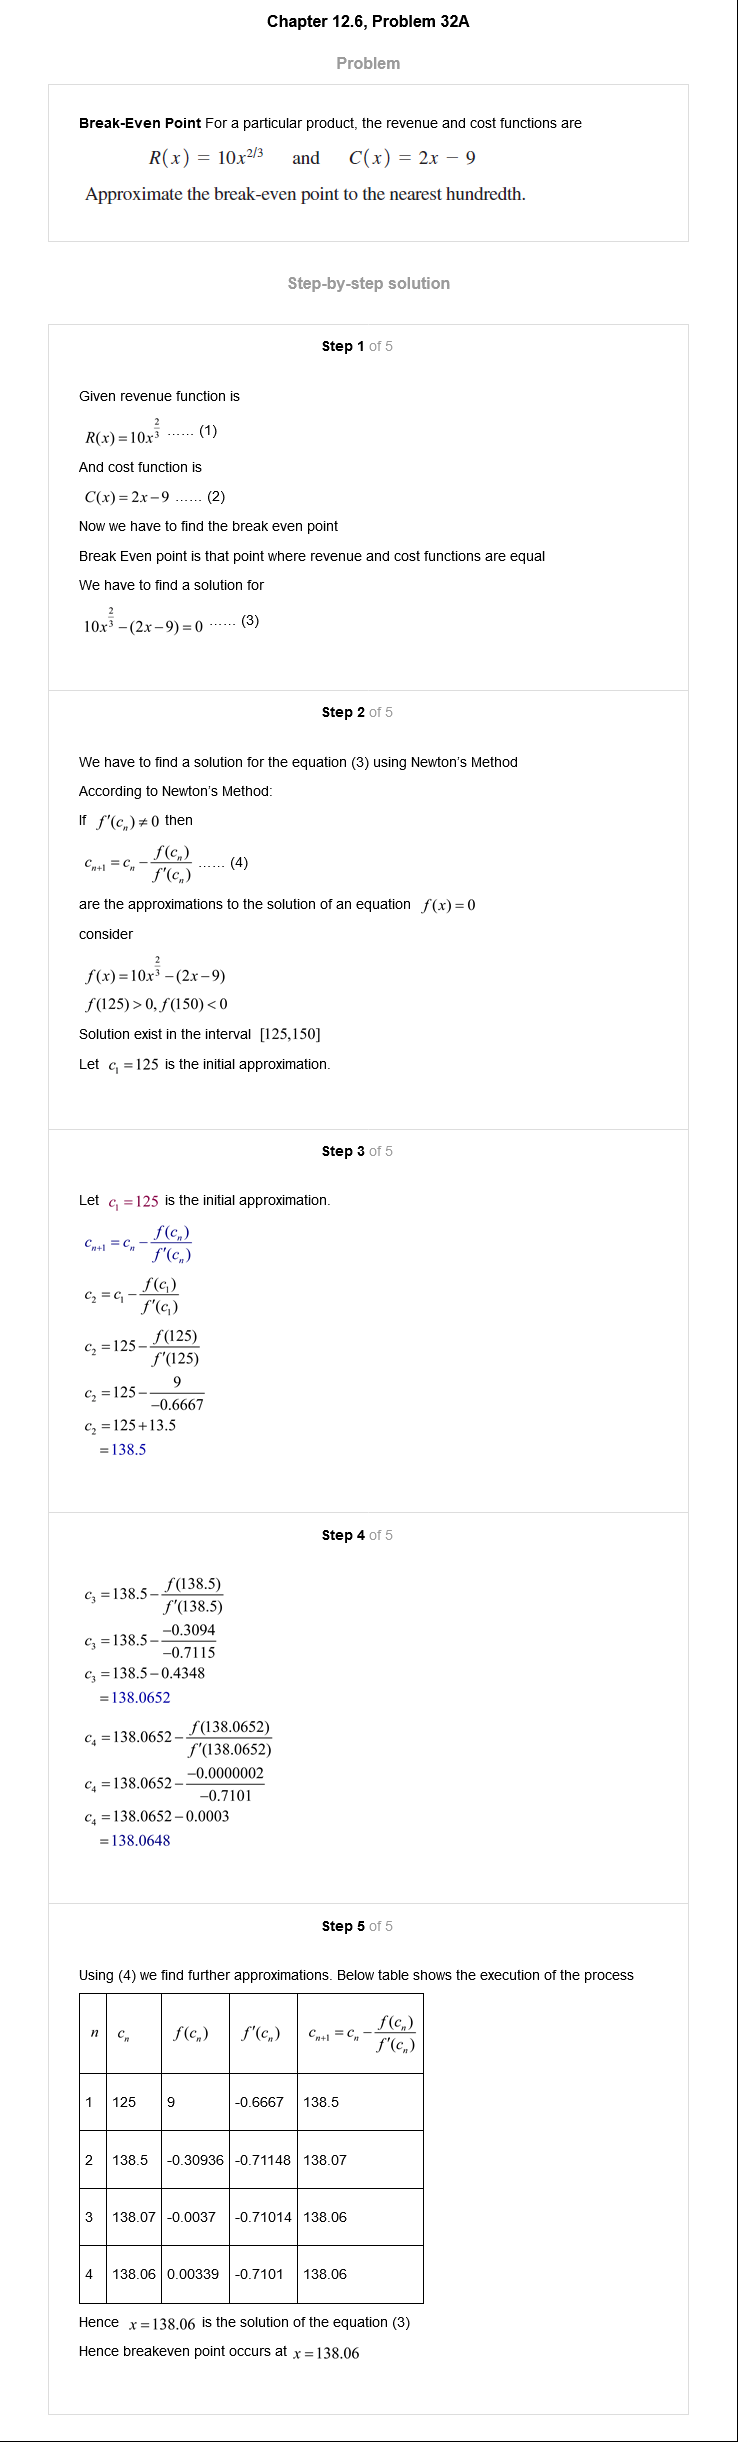 Chapter 12.6, Problem 32A
Problem
Break-Even Point For a particular product, the revenue and cost functions are
R(x) = 10x^{2/3} and C(x) = 2x − 9
Approximate the break-even point to the nearest hundredth.
Step-by-step solution
Step 1 of 5
Given revenue function is
R(x) = 10x^{2/3} ...... (1)
And cost function is
C(x) = 2x − 9 ...... (2)
Now we have to find the break even point
Break Even point is that point where revenue and cost functions are equal
We have to find a solution for
10x^{2/3} − (2x − 9) = 0 ...... (3)
Step 2 of 5
We have to find a solution for the equation (3) using Newton's Method
According to Newton's Method:
If f′(c_n) ≠ 0 then
c_{n+1} = c_n − f(c_n)/f′(c_n) ...... (4)
are the approximations to the solution of an equation f(x) = 0
consider
f(x) = 10x^{2/3} − (2x − 9)
f(125) > 0, f(150) < 0
Solution exist in the interval [125,150]
Let c_1 = 125 is the initial approximation.
Step 3 of 5
Let c_1 = 125 is the initial approximation.
c_{n+1} = c_n − f(c_n)/f′(c_n)
c_2 = c_1 − f(c_1)/f′(c_1)
c_2 = 125 − f(125)/f′(125)
c_2 = 125 − 9/−0.6667
c_2 = 125 + 13.5
= 138.5
Step 4 of 5
c_3 = 138.5 − f(138.5)/f′(138.5)
c_3 = 138.5 − −0.3094/−0.7115
c_3 = 138.5 − 0.4348
= 138.0652
c_4 = 138.0652 − f(138.0652)/f′(138.0652)
c_4 = 138.0652 − −0.0000002/−0.7101
c_4 = 138.0652 − 0.0003
= 138.0648
Step 5 of 5
Using (4) we find further approximations. Below table shows the execution of the process
n c_n f(c_n) f′(c_n) c_{n+1} = c_n − f(c_n)/f′(c_n)
1 125 9 -0.6667 138.5
2 138.5 -0.30936 -0.71148 138.07
3 138.07 -0.0037 -0.71014 138.06
4 138.06 0.00339 -0.7101 138.06
Hence x = 138.06 is the solution of the equation (3)
Hence breakeven point occurs at x = 138.06